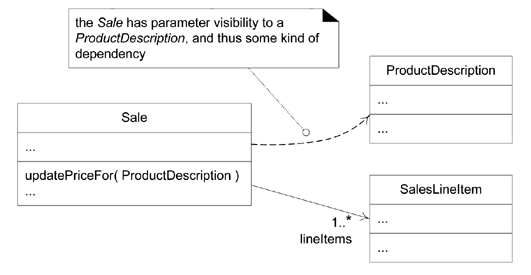 the Sale has parameter visibility to a
ProductDescription, and thus some kind of
dependency
ProductDescription
...
...
Sale
...
updatePriceFor( ProductDescription )
...
SalesLineItem
...
...
1..*
lineItems